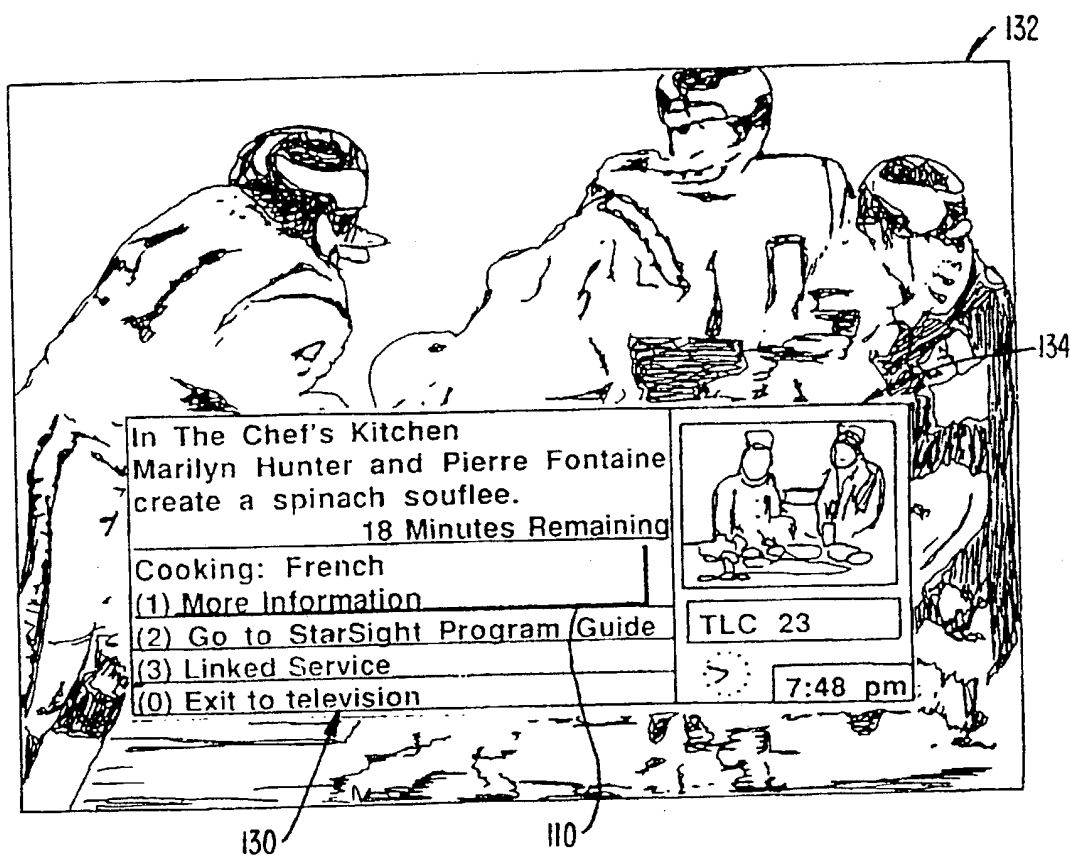 132
134
In The Chef's Kitchen
Marilyn Hunter and Pierre Fontaine
create a spinach souflee.
18 Minutes Remaining
Cooking: French
(1) More Information
(2) Go to StarSight Program Guide
(3) Linked Service
(0) Exit to television
TLC 23
7:48 pm
130
110